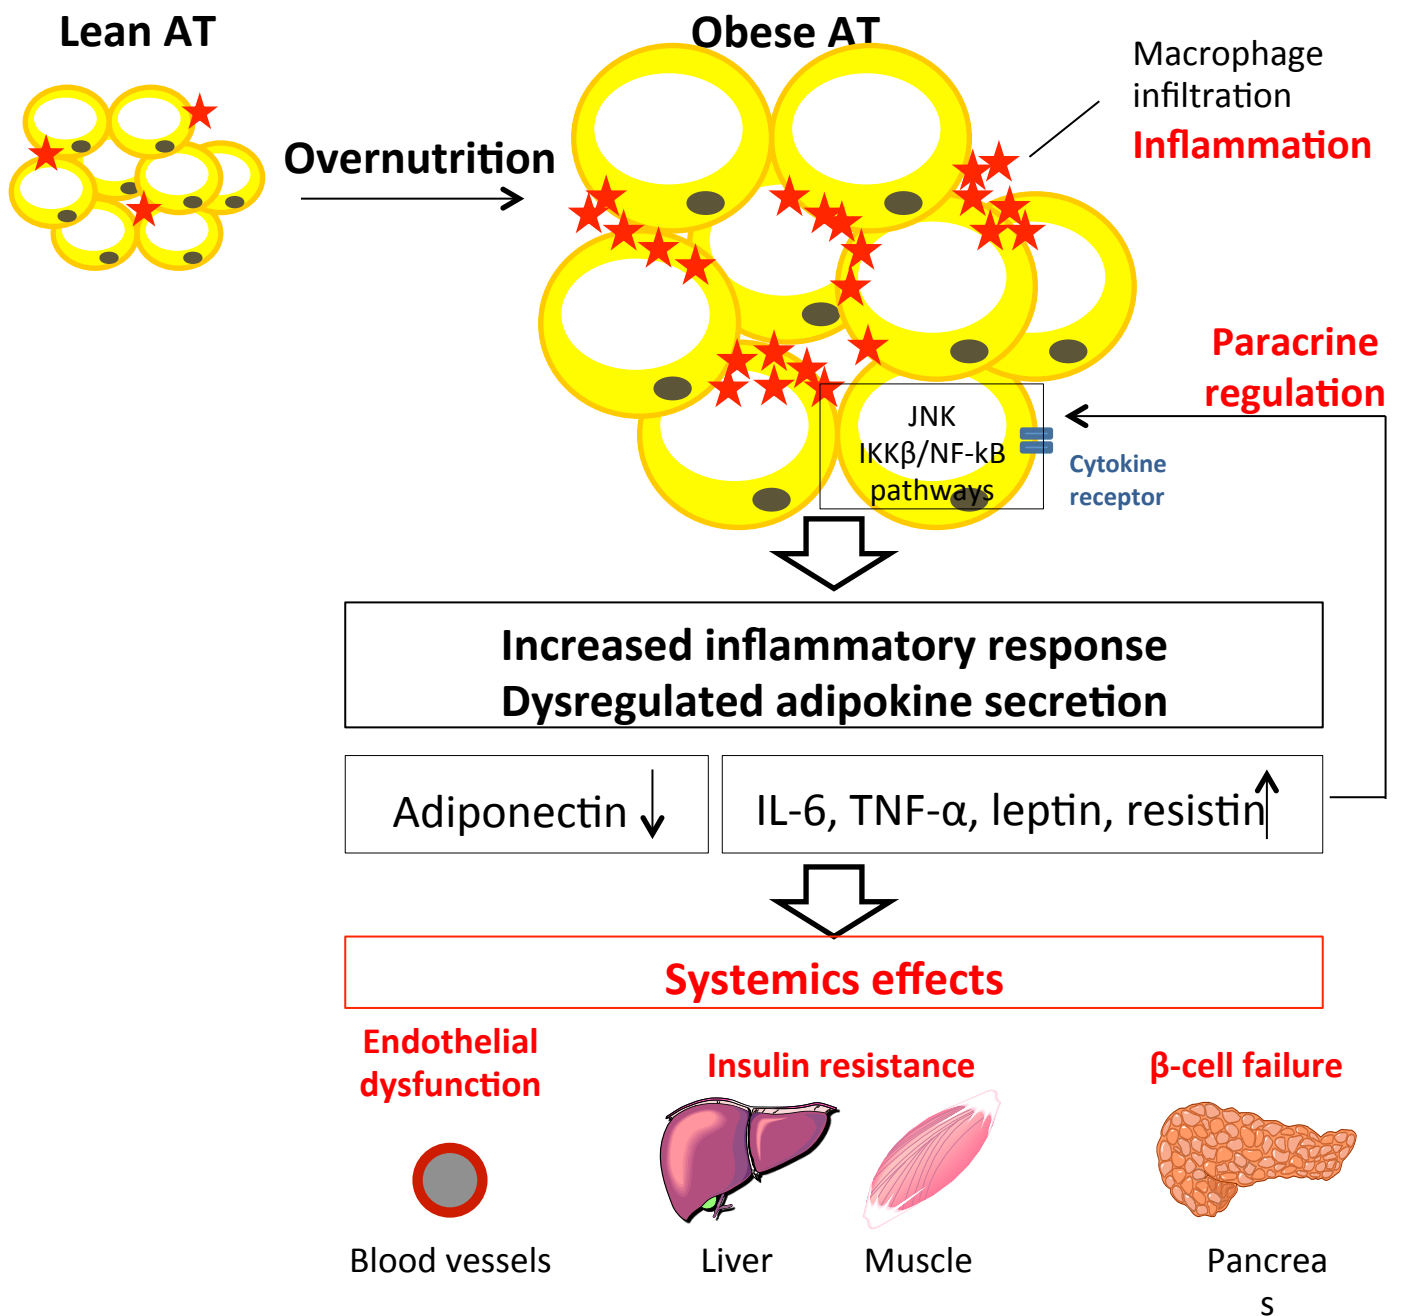 Lean AT
Obese AT
Macrophage
infiltration
Inflammation
Overnutrition
Paracrine
regulation
JNK
IKKβ/NF-kB
pathways
Cytokine
receptor
Increased inflammatory response
Dysregulated adipokine secretion
Adiponectin
IL-6, TNF-α, leptin, resistin
Systemics effects
Endothelial
dysfunction
Insulin resistance
β-cell failure
Blood vessels
Liver
Muscle
Pancrea
s